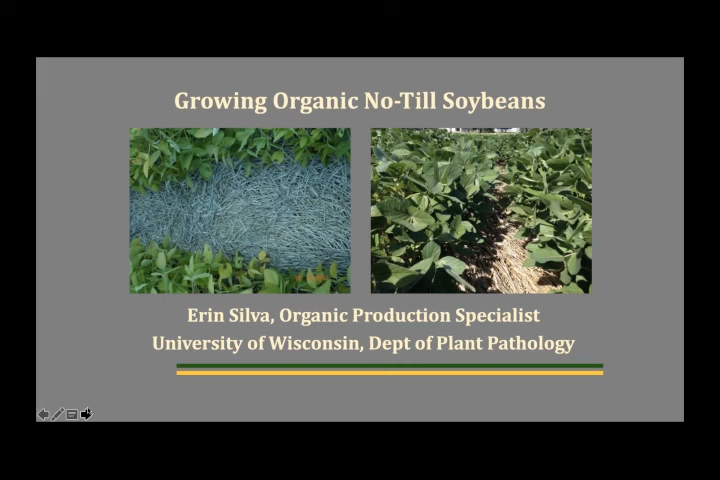 Growing Organic No-Till Soybeans
Erin Silva, Organic Production Specialist
University of Wisconsin, Dept of Plant Pathology